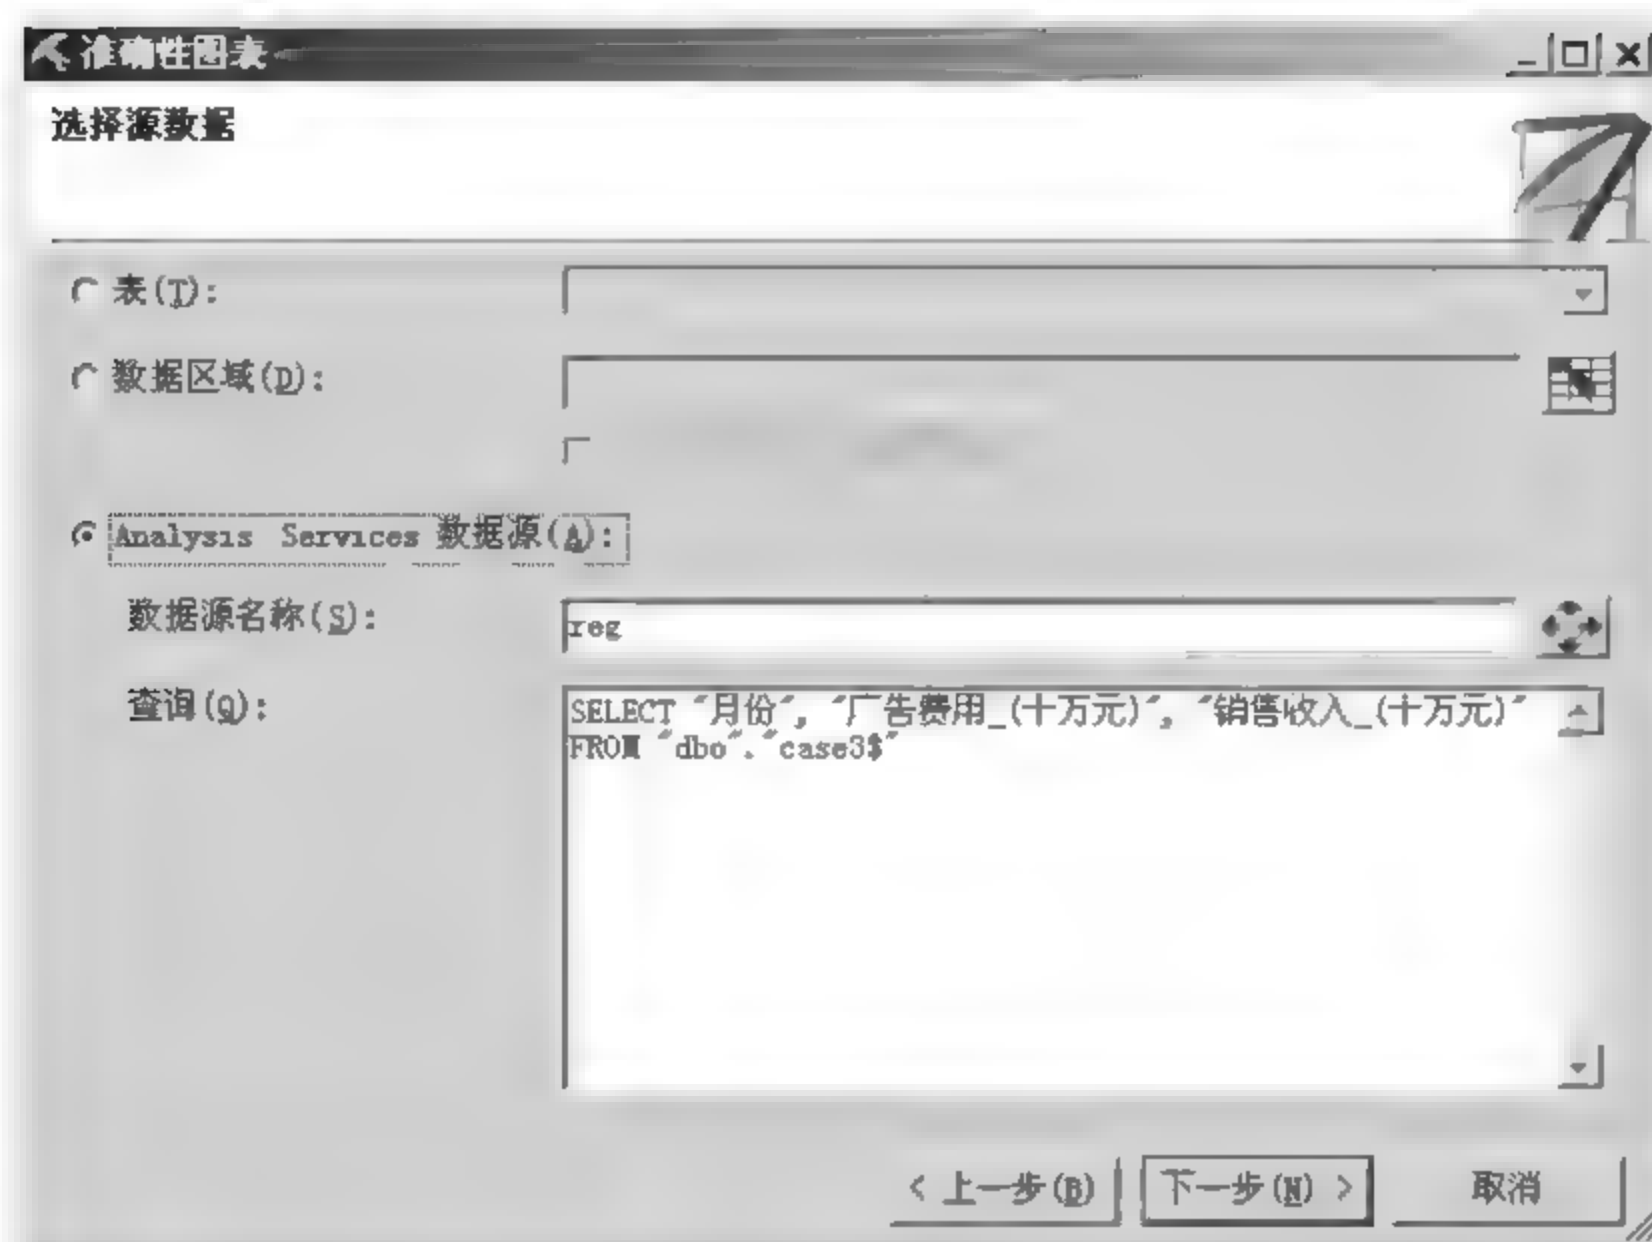 准确性图表
选择源数据
表(T):
数据区域(D):
Analysis Services 数据源(A):
数据源名称(S):
reg
查询(Q):
SELECT "月份", "广告费用_(十万元)", "销售收入_(十万元)"
FROM "dbo"."case3$"
< 上一步(B)
下一步(N) >
取消